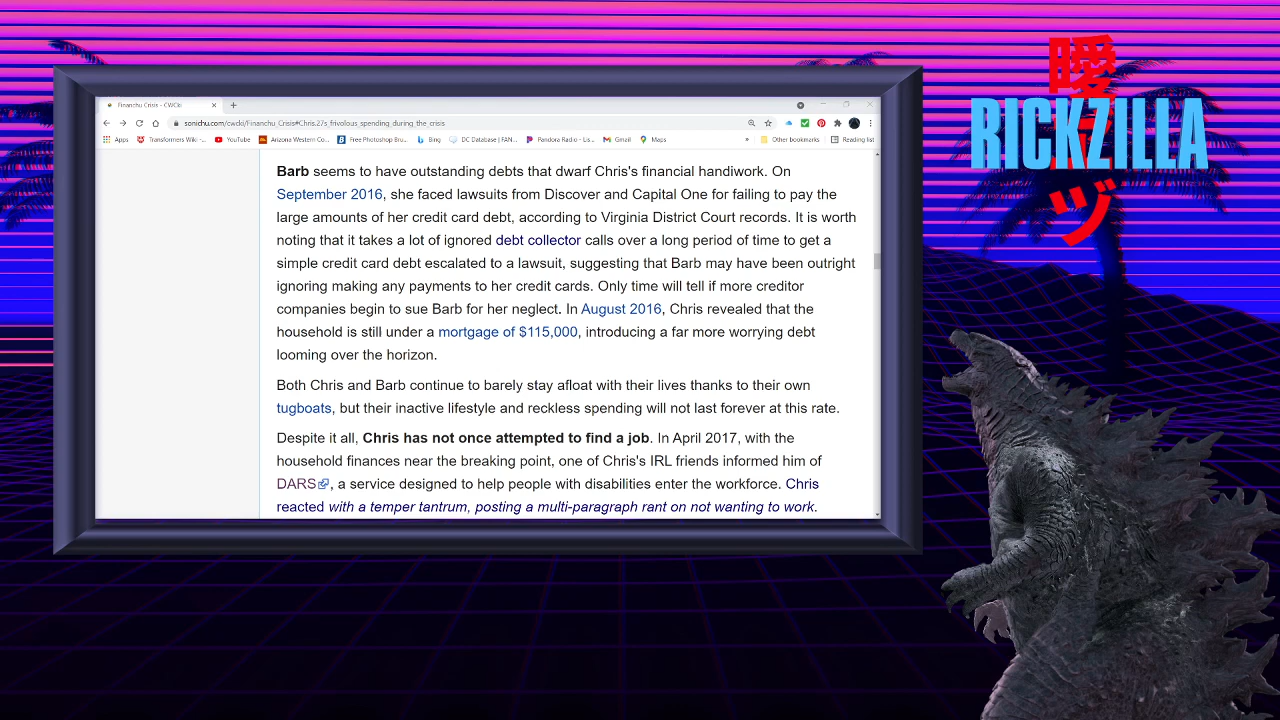 Financhu Crisis - CWCki
sonichu.com/cwcki/Financhu_Crisis#Chris.27s_frivolous_spending_during_the_crisis
Apps Transformers Wiki -... YouTube Arizona Western Co... Free Photoshop Bru... Bing DC Database | FAN... Pandora Radio - Lis... Gmail Maps » Other bookmarks Reading list
Barb seems to have outstanding debts that dwarf Chris's financial handiwork. On
September 2016, she faced lawsuits from Discover and Capital One for failing to pay the
large amounts of her credit card debt, according to Virginia District Court records. It is worth
noting that it takes a lot of ignored debt collector calls over a long period of time to get a
simple credit card debt escalated to a lawsuit, suggesting that Barb may have been outright
ignoring making any payments to her credit cards. Only time will tell if more creditor
companies begin to sue Barb for her neglect. In August 2016, Chris revealed that the
household is still under a mortgage of $115,000, introducing a far more worrying debt
looming over the horizon.
Both Chris and Barb continue to barely stay afloat with their lives thanks to their own
tugboats, but their inactive lifestyle and reckless spending will not last forever at this rate.
Despite it all, Chris has not once attempted to find a job. In April 2017, with the
household finances near the breaking point, one of Chris's IRL friends informed him of
DARS, a service designed to help people with disabilities enter the workforce. Chris
reacted with a temper tantrum, posting a multi-paragraph rant on not wanting to work.
RICKZILLA